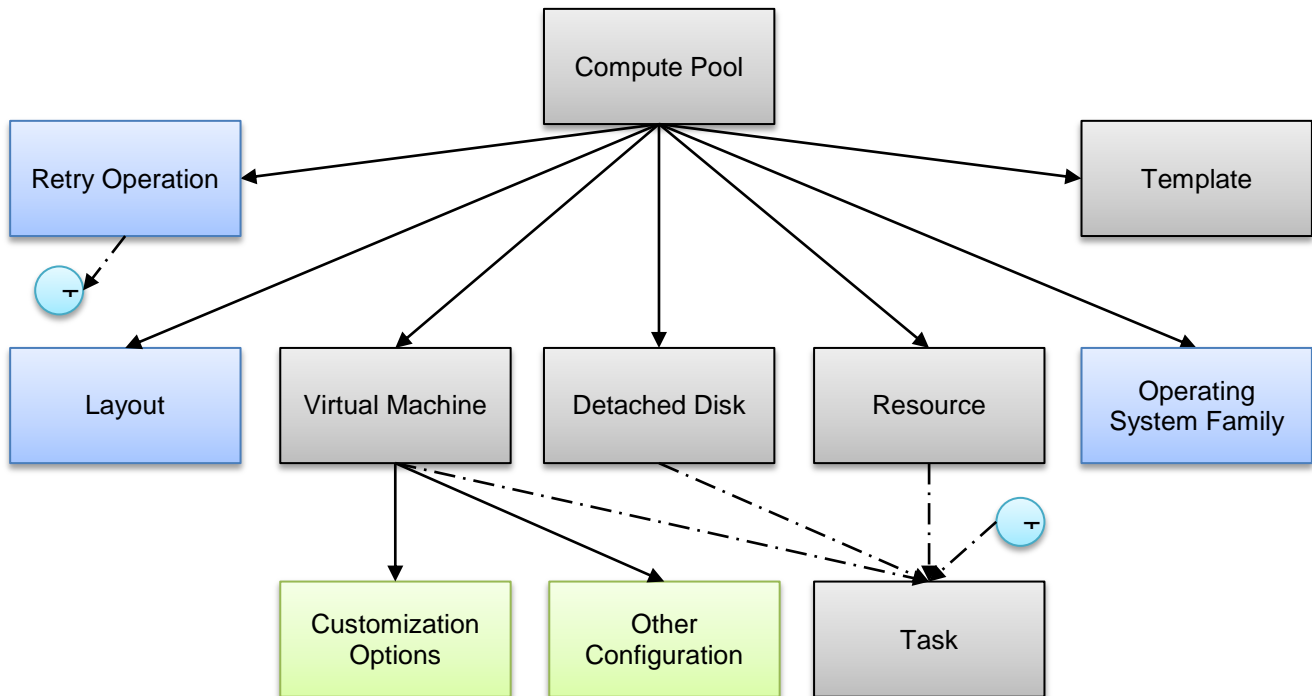 Compute Pool
Retry Operation
Template
Layout
Virtual Machine
Detached Disk
Resource
Operating
System Family
Customization
Options
Other
Configuration
Task